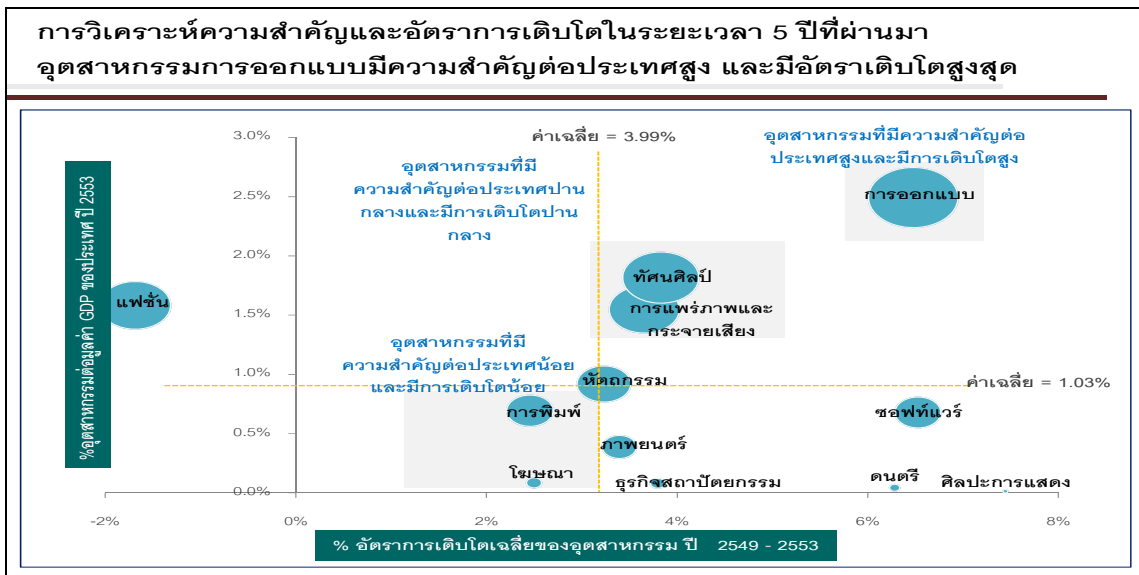 การวิเคราะห์ความสำคัญและอัตราการเติบโตในระยะเวลา 5 ปีที่ผ่านมา
อุตสาหกรรมการออกแบบมีความสำคัญต่อประเทศสูง และมีอัตราเติบโตสูงสุด
%อุตสาหกรรมต่อมูลค่า GDP ของประเทศ ปี 2553
3.0%
2.5%
2.0%
1.5%
1.0%
0.5%
0.0%
ค่าเฉลี่ย = 3.99%
อุตสาหกรรมที่มีความสำคัญต่อ
ประเทศสูงและมีการเติบโตสูง
การออกแบบ
อุตสาหกรรมที่มี
ความสำคัญต่อประเทศปาน
กลางและมีการเติบโตปาน
กลาง
ทัศนศิลป์
การแพร่ภาพและ
กระจายเสียง
แฟชั่น
อุตสาหกรรมที่มี
ความสำคัญต่อประเทศน้อย
และมีการเติบโตน้อย
หัตถกรรม
ค่าเฉลี่ย = 1.03%
การพิมพ์
ซอฟท์แวร์
ภาพยนตร์
โฆษณา
ธุรกิจสถาปัตยกรรม
ดนตรี
ศิลปะการแสดง
-2%
0%
2%
4%
6%
8%
% อัตราการเติบโตเฉลี่ยของอุตสาหกรรม ปี 2549 - 2553